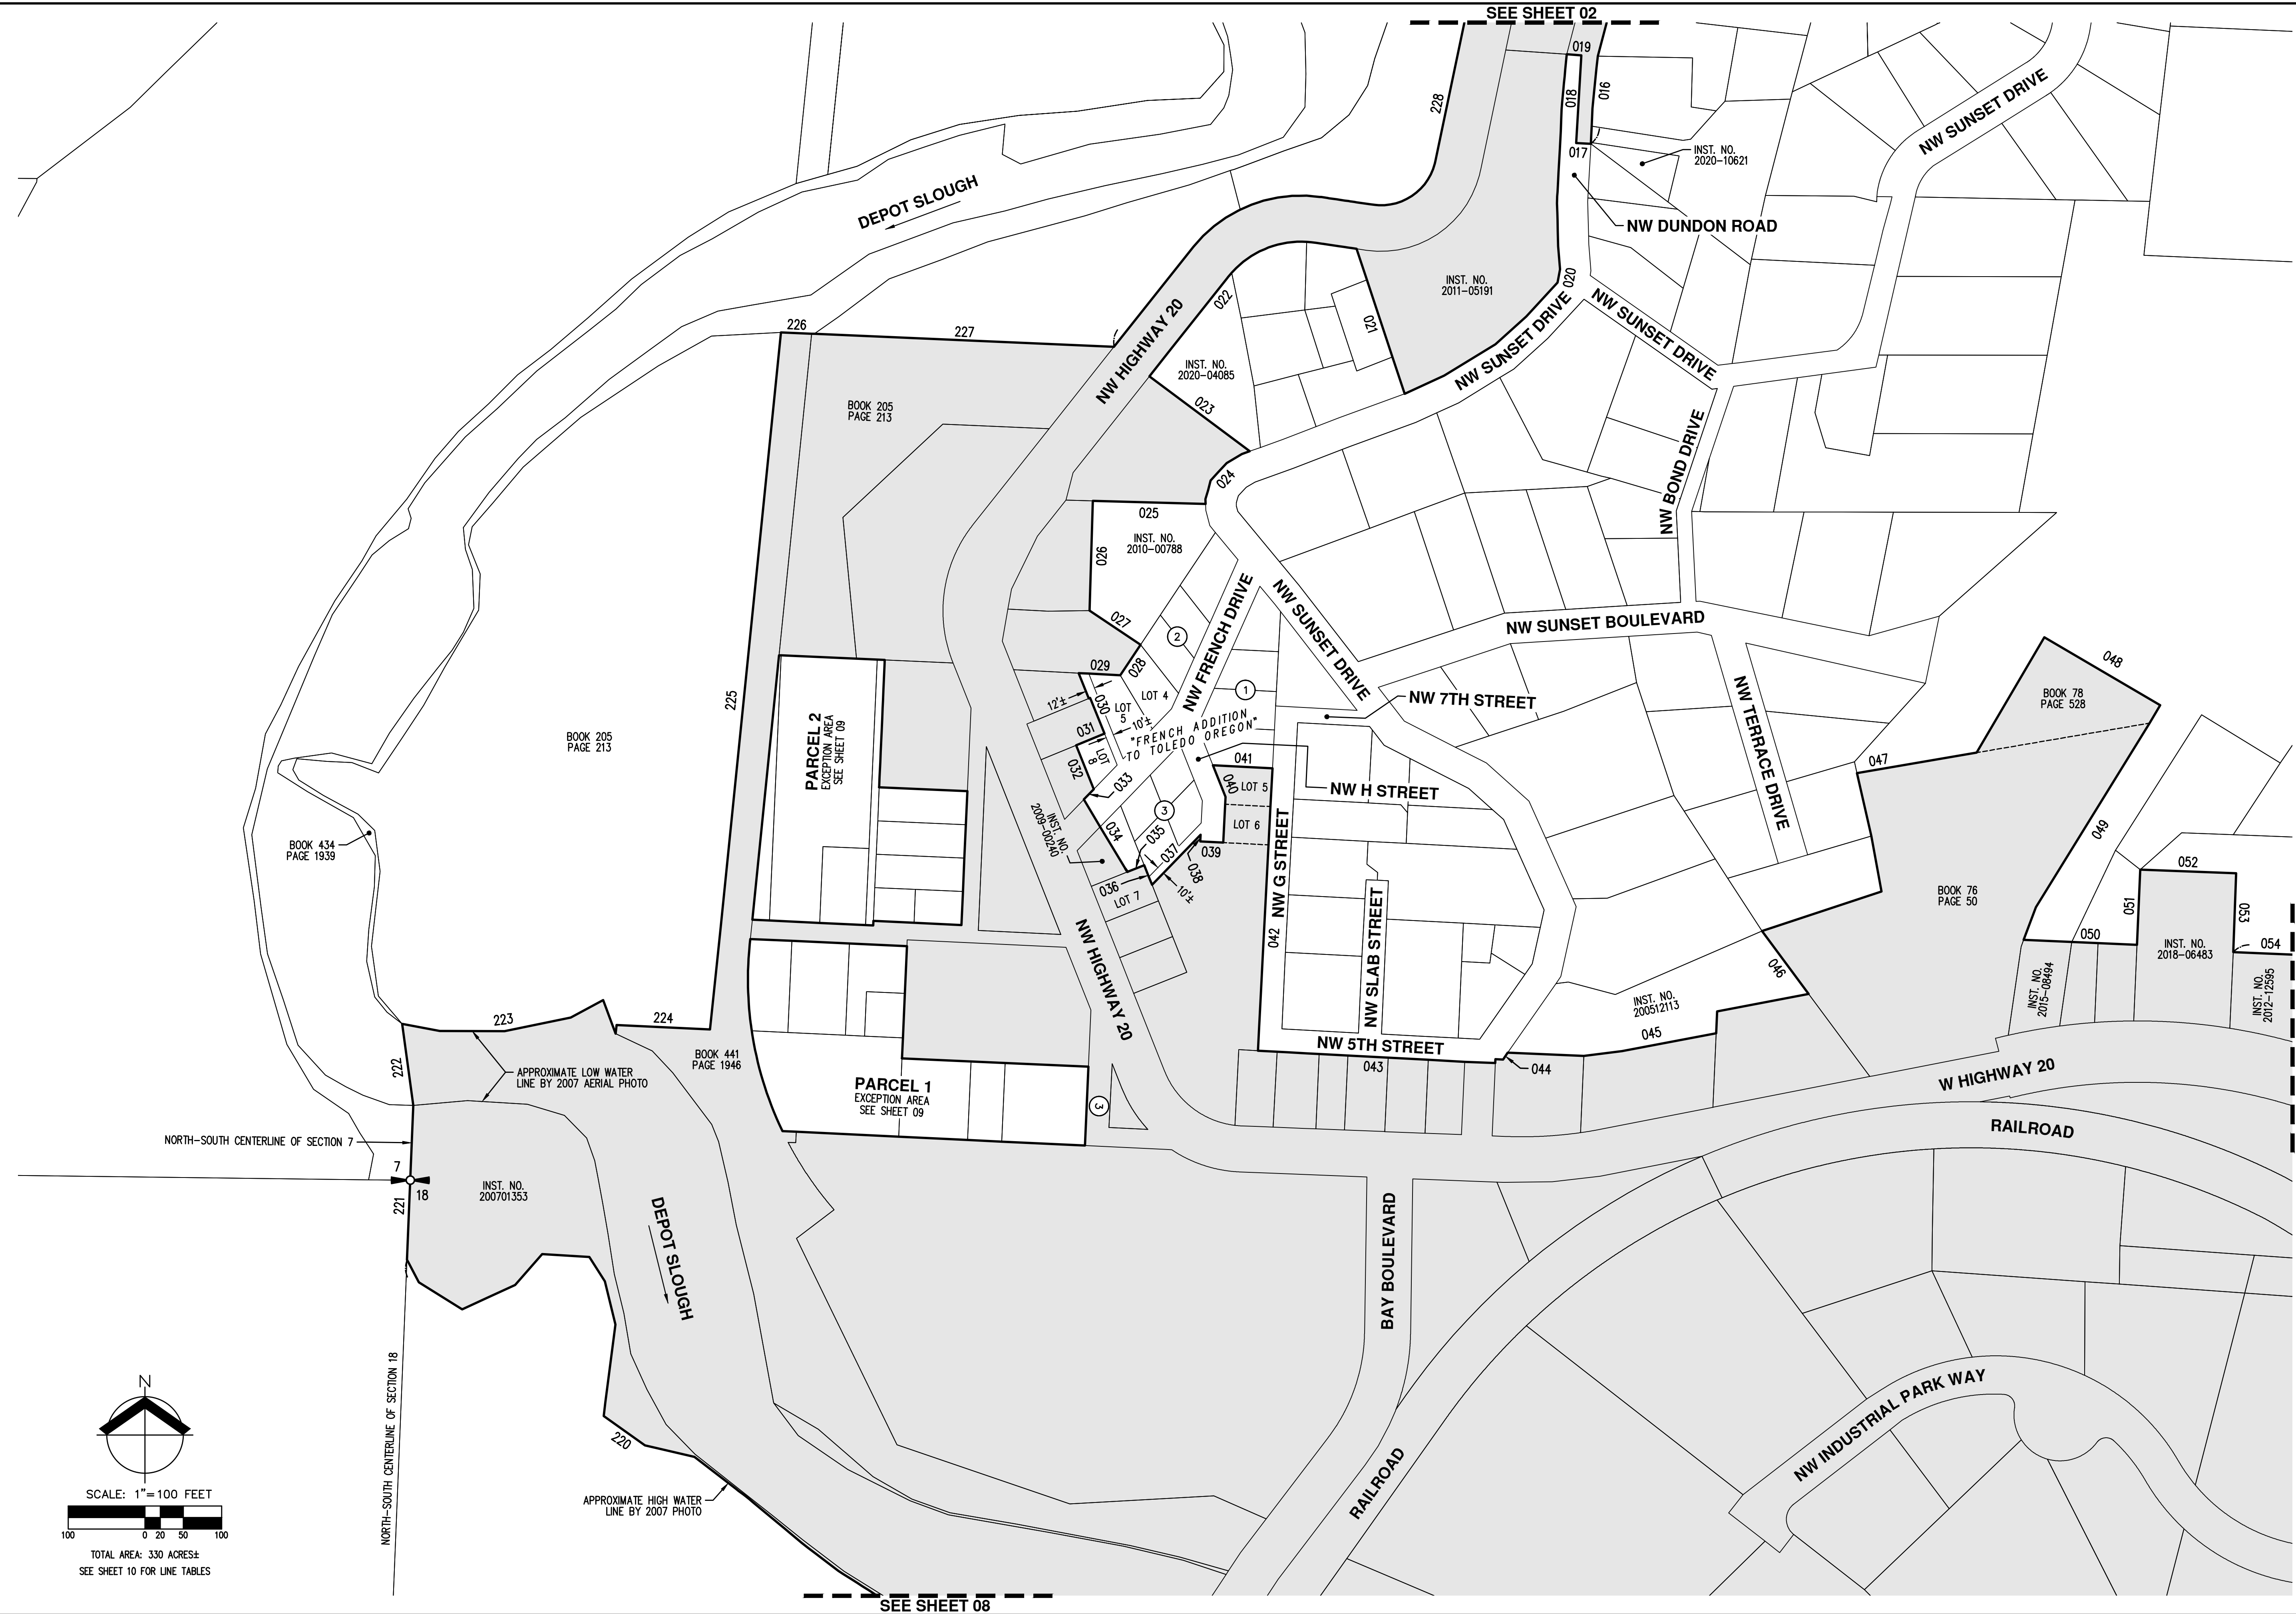 SEE SHEET 02
019
018
016
228
017
INST. NO.
2020-10621
NW SUNSET DRIVE
DEPOT SLOUGH
NW DUNDON ROAD
INST. NO.
2011-05191
020
NW SUNSET DRIVE
NW SUNSET DRIVE
022
021
226
227
NW HIGHWAY 20
INST. NO.
2020-04085
023
BOOK 205
PAGE 213
024
NW BOND DRIVE
025
INST. NO.
2010-00788
026
027
028
029
2
NW FRENCH DRIVE
NW SUNSET DRIVE
NW SUNSET BOULEVARD
048
BOOK 78
PAGE 528
225
12'±
030
LOT 4
LOT
5
1
NW 7TH STREET
NW TERRACE DRIVE
031
10'±
"FRENCH ADDITION
TO TOLEDO OREGON"
LOT
8
032
033
041
040
LOT 5
LOT 6
NW H STREET
047
BOOK 205
PAGE 213
PARCEL 2
EXCEPTION AREA
SEE SHEET 09
BOOK 434
PAGE 1939
INST. NO.
2009-00240
034
3
035
037
039
038
036
LOT 7
10'±
049
052
BOOK 76
PAGE 50
051
053
050
054
INST. NO.
2018-06483
INST. NO.
2015-08494
INST. NO.
2012-12595
042
NW G STREET
NW SLAB STREET
046
INST. NO.
200512113
045
NW HIGHWAY 20
NW 5TH STREET
043
044
223
224
222
BOOK 441
PAGE 1946
APPROXIMATE LOW WATER
LINE BY 2007 AERIAL PHOTO
PARCEL 1
EXCEPTION AREA
SEE SHEET 09
3
W HIGHWAY 20
RAILROAD
NORTH-SOUTH CENTERLINE OF SECTION 7
7
18
221
INST. NO.
200701353
DEPOT SLOUGH
BAY BOULEVARD
NORTH-SOUTH CENTERLINE OF SECTION 18
220
APPROXIMATE HIGH WATER
LINE BY 2007 PHOTO
RAILROAD
NW INDUSTRIAL PARK WAY
N
SCALE: 1"=100 FEET
100 0 20 50 100
TOTAL AREA: 330 ACRES±
SEE SHEET 10 FOR LINE TABLES
SEE SHEET 08